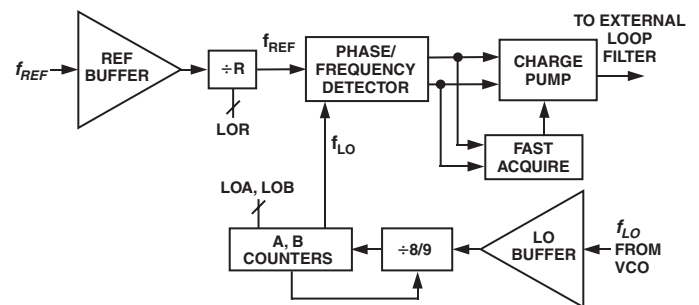 TO EXTERNAL
LOOP
FILTER
f_REF
REF
BUFFER
÷R
LOR
f_REF
PHASE/
FREQUENCY
DETECTOR
CHARGE
PUMP
FAST
ACQUIRE
f_LO
LOA, LOB
A, B
COUNTERS
÷8/9
LO
BUFFER
f_LO
FROM
VCO